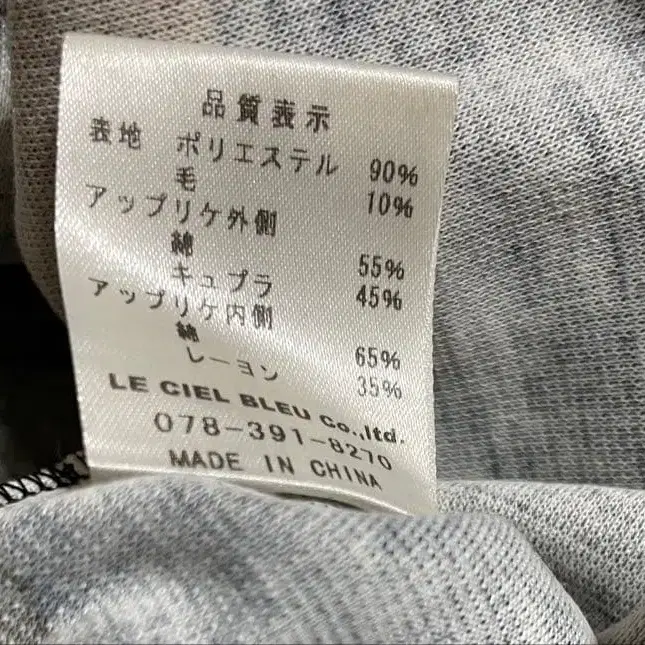 品質表示
表地 ポリエステル 90%
毛 10%
アップリケ外側
綿 55%
キュプラ 45%
アップリケ内側
綿 65%
レーヨン 35%
LE CIEL BLEU Co.,ltd.
078-391-8270
MADE IN CHINA